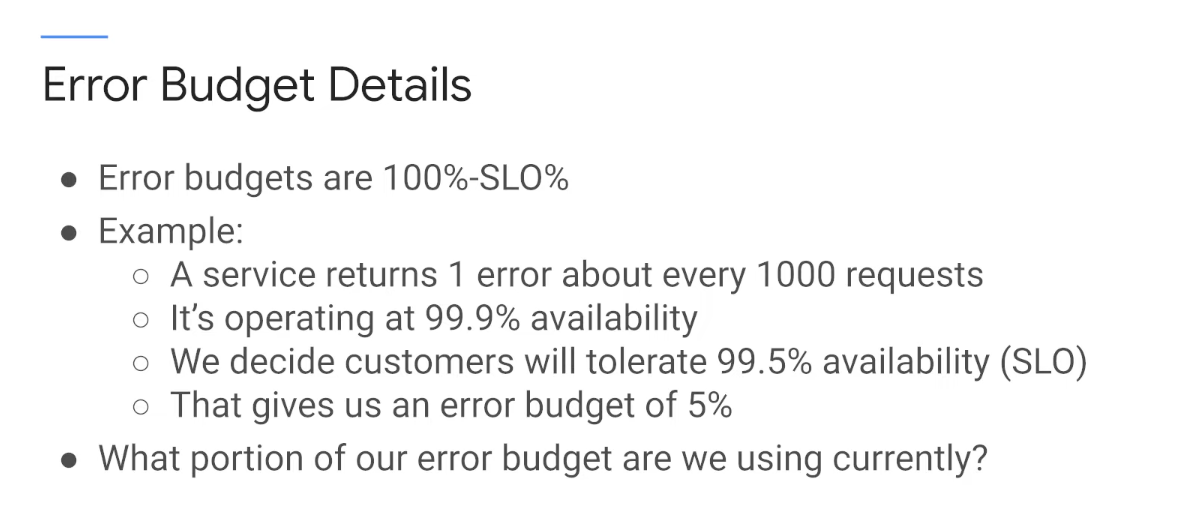 Error Budget Details
● Error budgets are 100%-SLO%
● Example:
○ A service returns 1 error about every 1000 requests
○ It’s operating at 99.9% availability
○ We decide customers will tolerate 99.5% availability (SLO)
○ That gives us an error budget of 5%
● What portion of our error budget are we using currently?